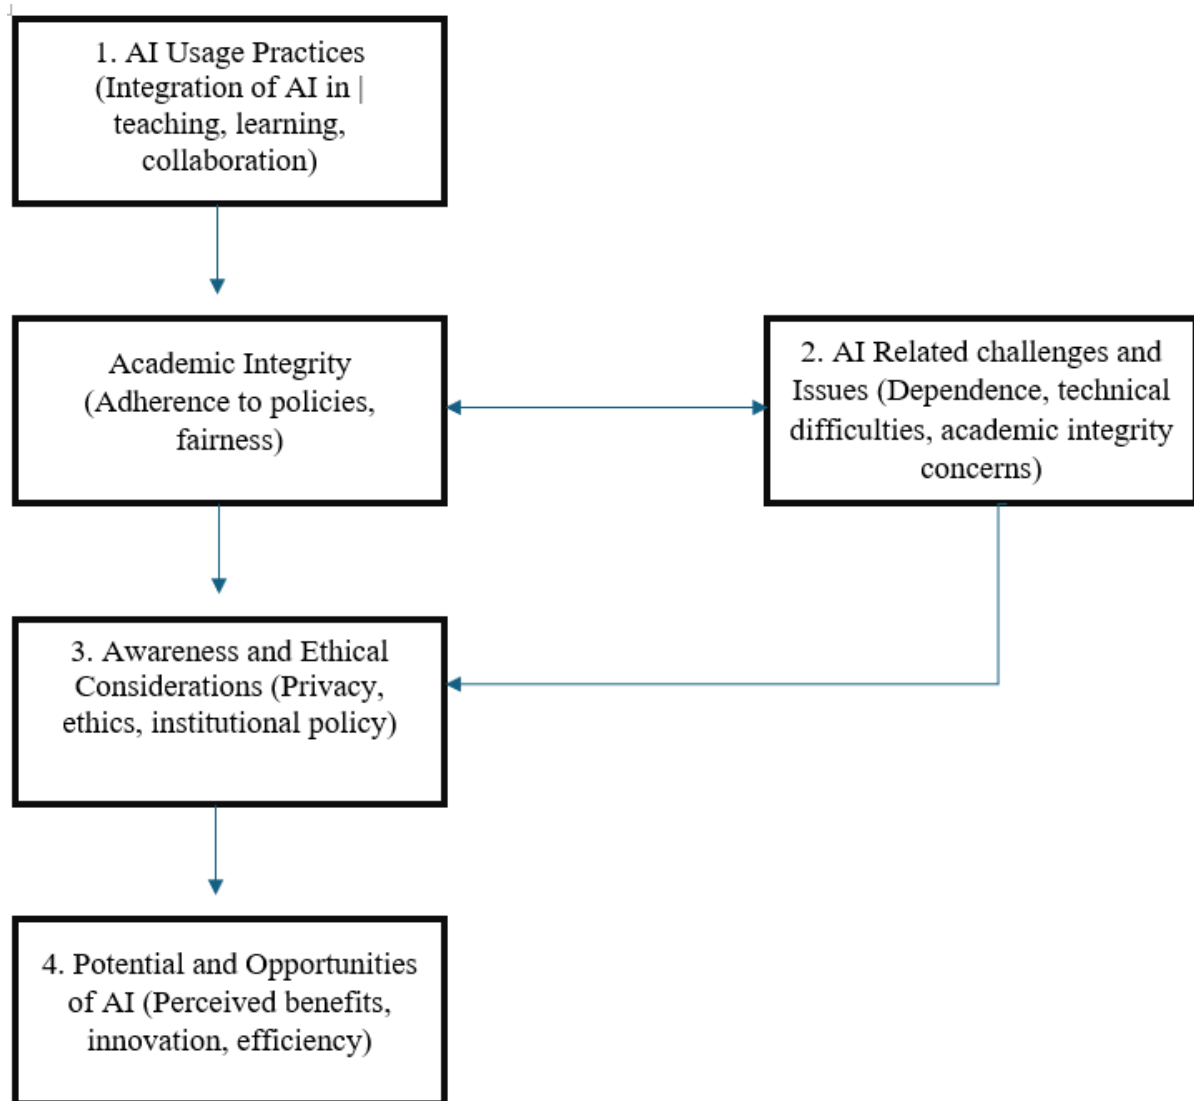 1. AI Usage Practices
(Integration of AI in |
teaching, learning,
collaboration)
Academic Integrity
(Adherence to policies,
fairness)
2. AI Related challenges and
Issues (Dependence, technical
difficulties, academic integrity
concerns)
3. Awareness and Ethical
Considerations (Privacy,
ethics, institutional policy)
4. Potential and Opportunities
of AI (Perceived benefits,
innovation, efficiency)